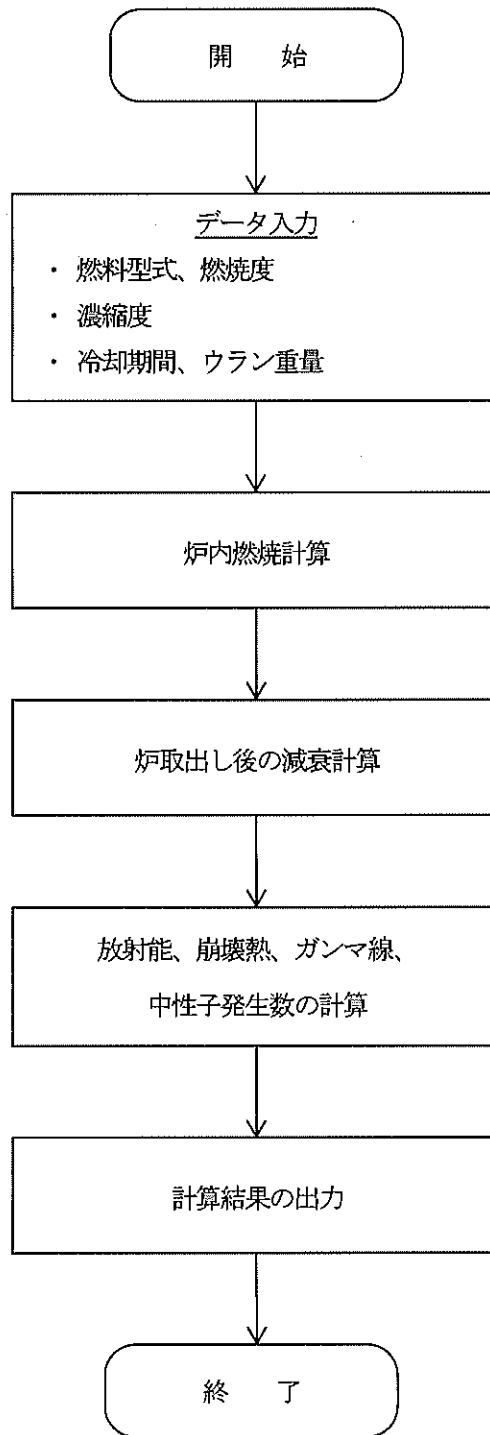 開　始
データ入力
・ 燃料型式、燃焼度
・ 濃縮度
・ 冷却期間、ウラン重量
炉内燃焼計算
炉取出し後の減衰計算
放射能、崩壊熱、ガンマ線、
中性子発生数の計算
計算結果の出力
終　了